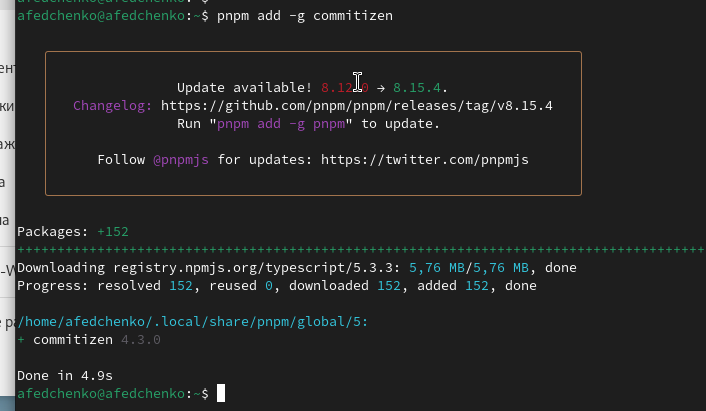 afedchenko@afedchenko:~$ pnpm add -g commitizen
Update available! → 8.15.4.
Changelog: https://github.com/pnpm/pnpm/releases/tag/v8.15.4
Run "pnpm add -g pnpm" to update.
Follow @pnpmjs for updates: https://twitter.com/pnpmjs
Packages: +152
++++++++++++++++++++++++++++++++++++++++++++++++++++++++++++++++++++++++++++++++++++++
Downloading registry.npmjs.org/typescript/5.3.3: 5,76 MB/5,76 MB, done
Progress: resolved 152, reused 0, downloaded 152, added 152, done
/home/afedchenko/.local/share/pnpm/global/5:
+ commitizen 4.3.0
Done in 4.9s
afedchenko@afedchenko:~$